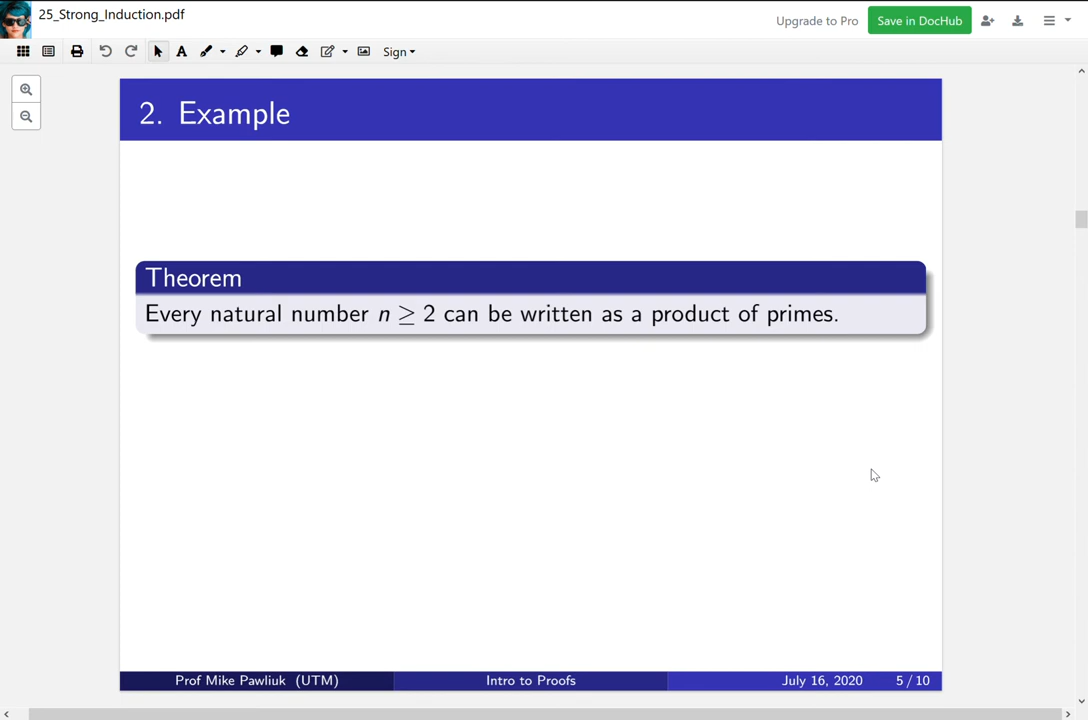 25_Strong_Induction.pdf
Upgrade to Pro
Save in DocHub
A
Sign
2. Example
Theorem
Every natural number n ≥ 2 can be written as a product of primes.
Prof Mike Pawliuk (UTM)
Intro to Proofs
July 16, 2020
5 / 10